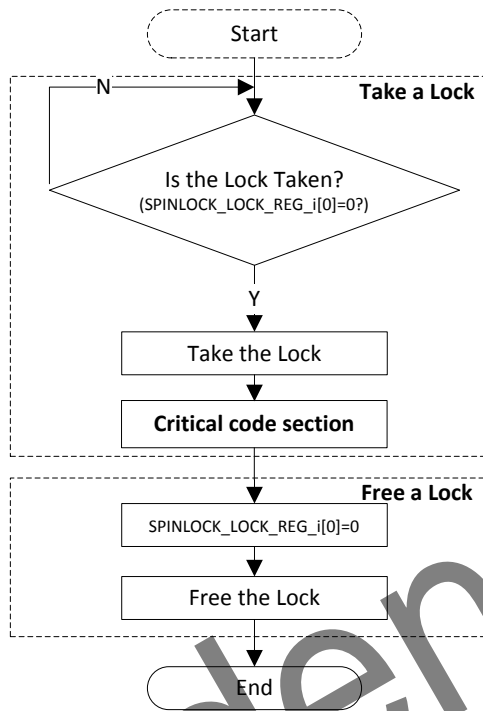 Start
Take a Lock
N
Is the Lock Taken?
(SPINLOCK_LOCK_REG_i[0]=0?)
Y
Take the Lock
Critical code section
Free a Lock
SPINLOCK_LOCK_REG_i[0]=0
Free the Lock
End